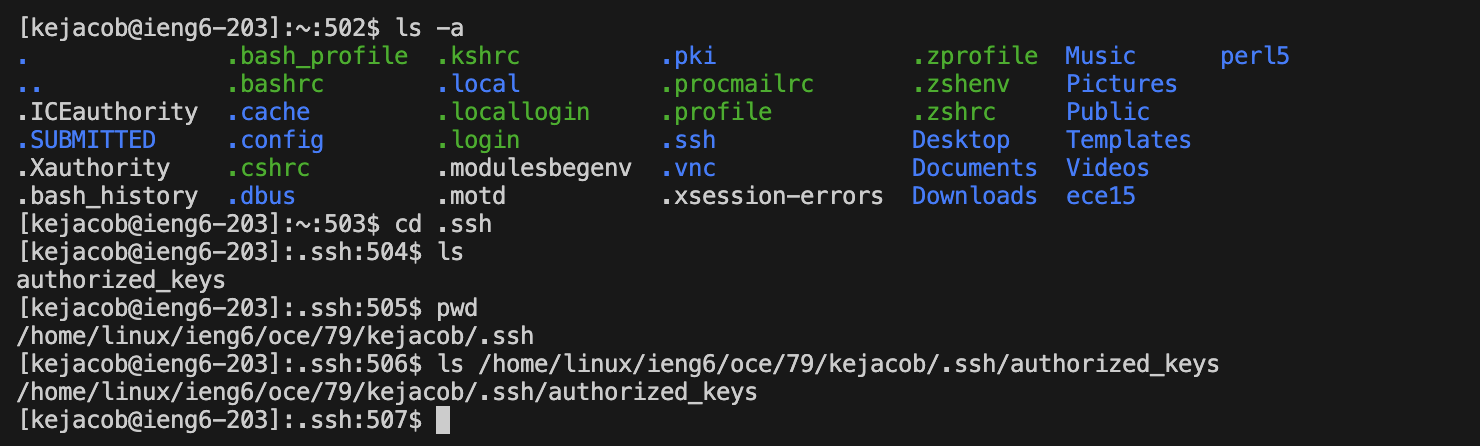 [kejacob@ieng6-203]:~:502$ ls -a
. .bash_profile .kshrc .pki .zprofile Music perl5
.. .bashrc .local .procmailrc .zshenv Pictures
.ICEauthority .cache .locallogin .profile .zshrc Public
.SUBMITTED .config .login .ssh Desktop Templates
.Xauthority .cshrc .modulesbegenv .vnc Documents Videos
.bash_history .dbus .motd .xsession-errors Downloads ece15
[kejacob@ieng6-203]:~:503$ cd .ssh
[kejacob@ieng6-203]:.ssh:504$ ls
authorized_keys
[kejacob@ieng6-203]:.ssh:505$ pwd
/home/linux/ieng6/oce/79/kejacob/.ssh
[kejacob@ieng6-203]:.ssh:506$ ls /home/linux/ieng6/oce/79/kejacob/.ssh/authorized_keys
/home/linux/ieng6/oce/79/kejacob/.ssh/authorized_keys
[kejacob@ieng6-203]:.ssh:507$